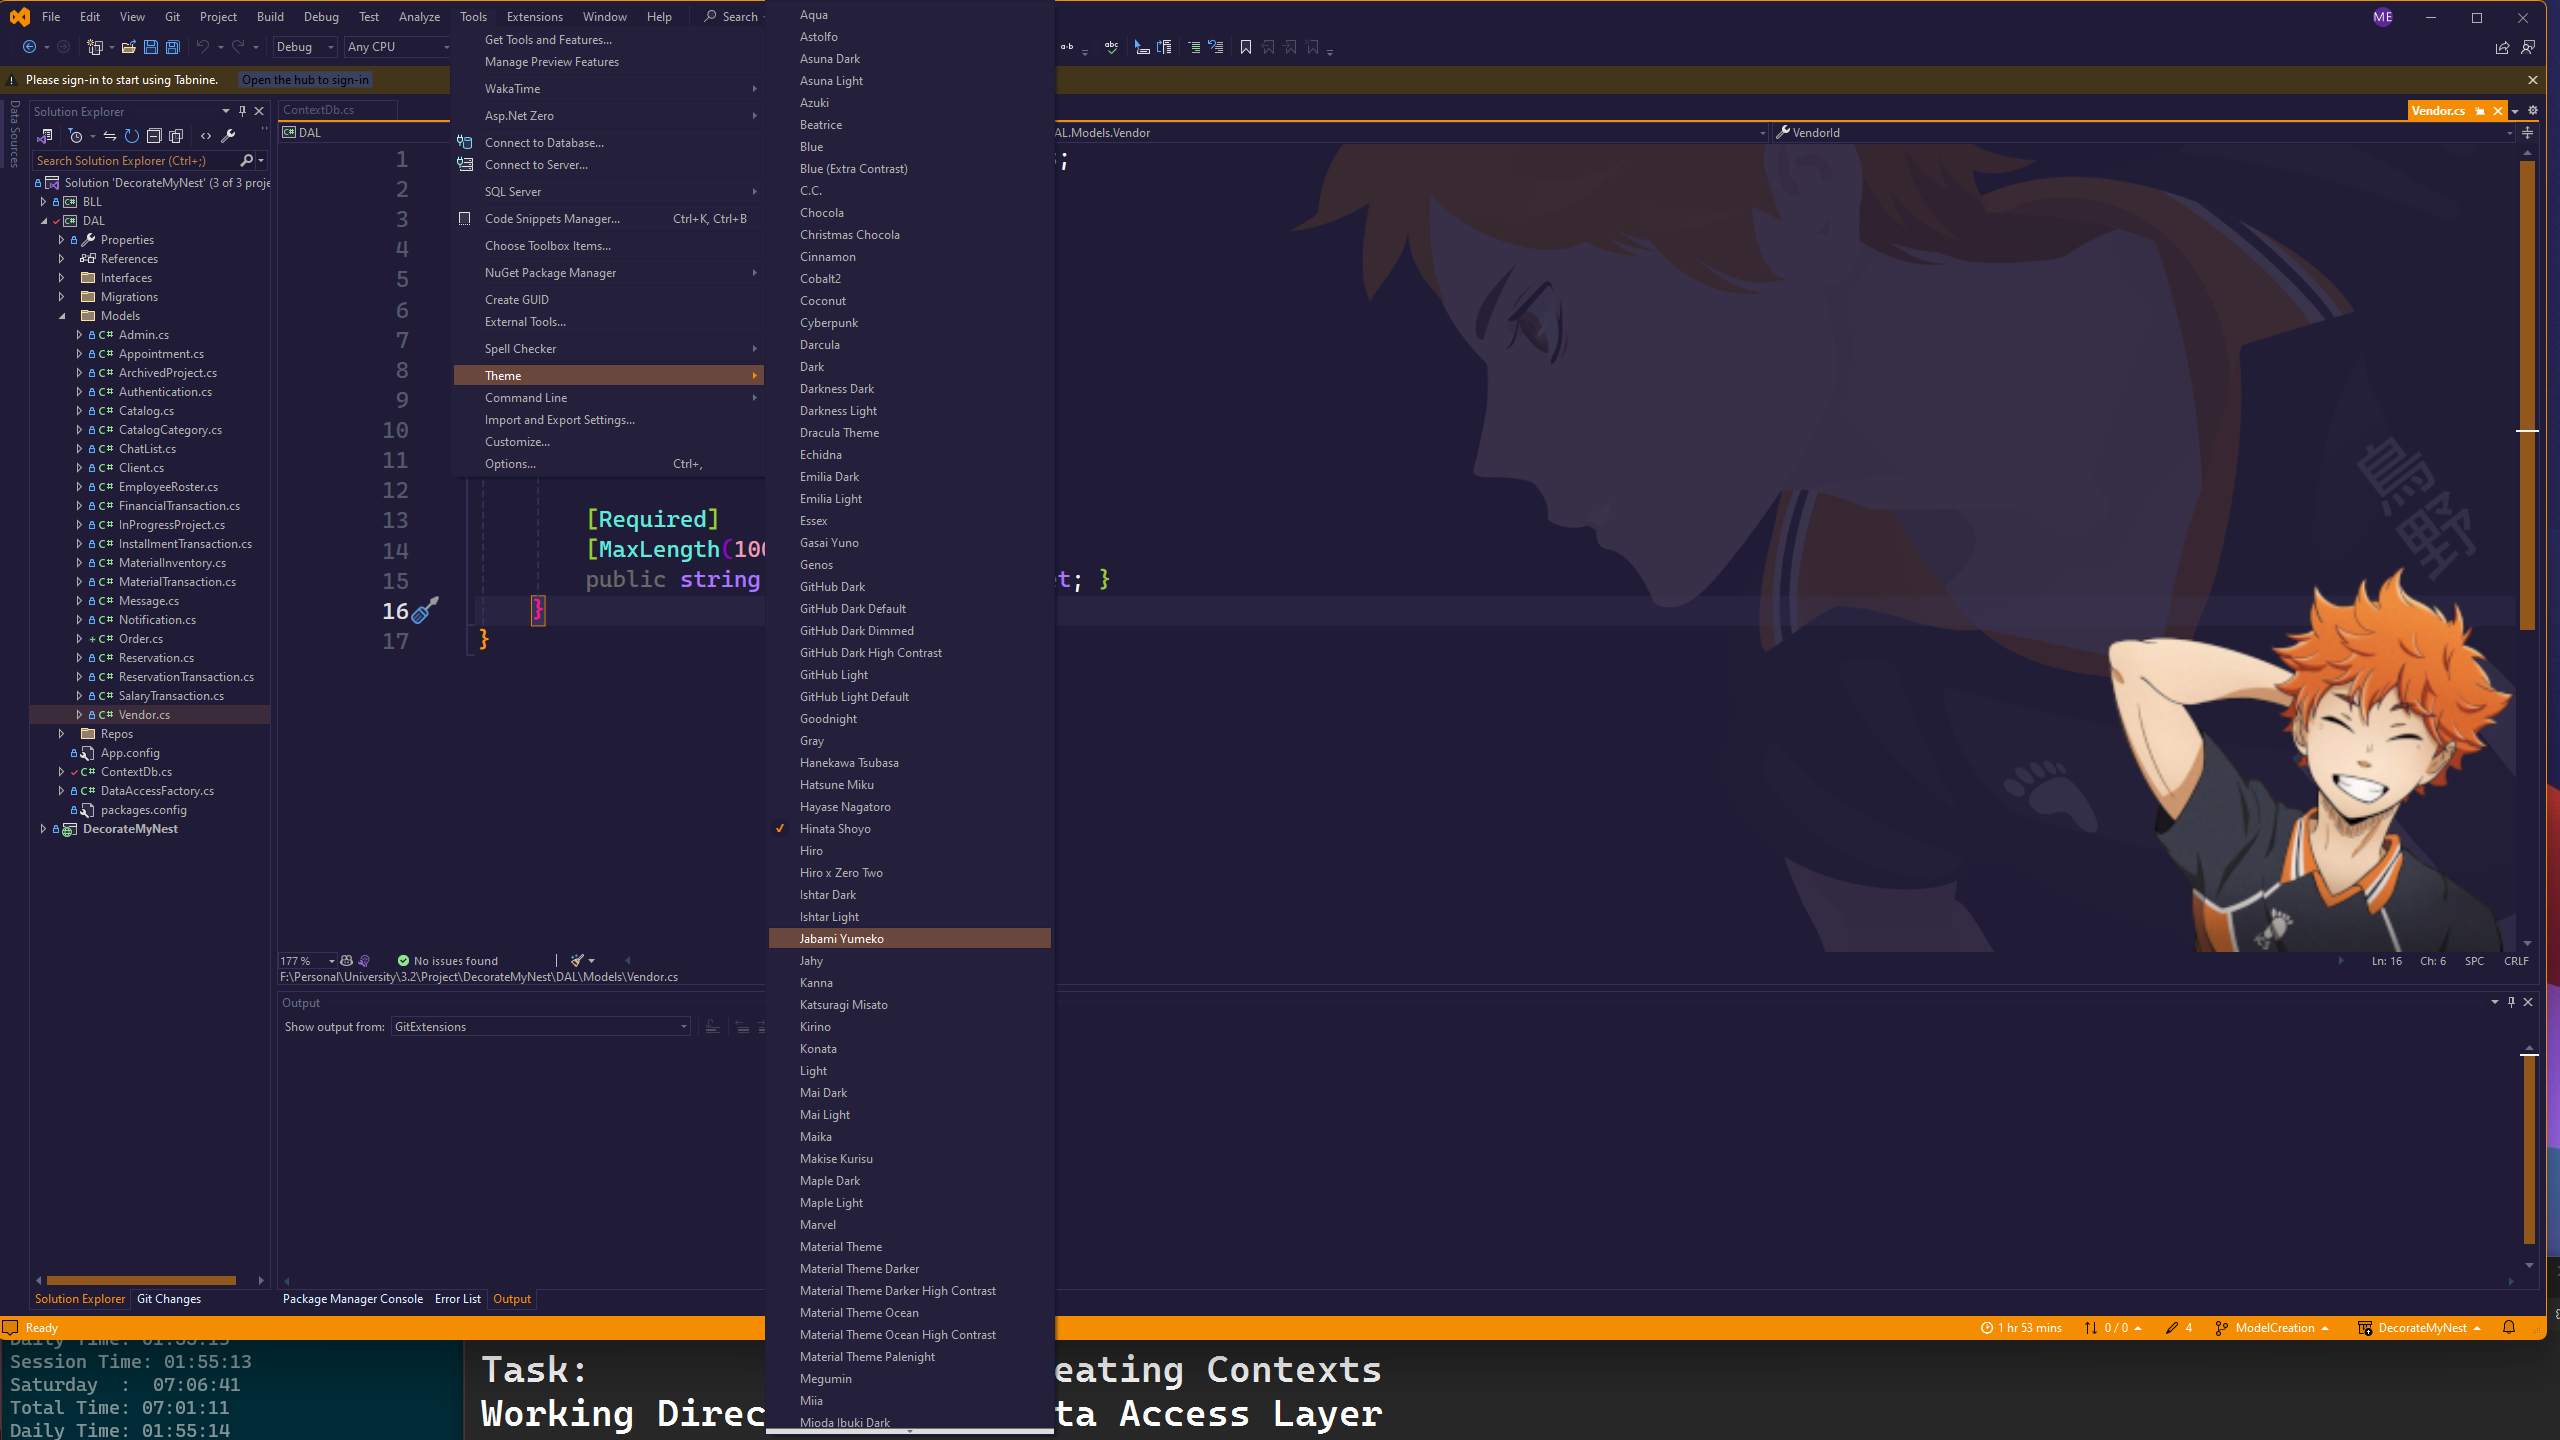 File Edit View Git Project Build Debug Test Analyze Tools Extensions Window Help Search ME
Debug Any CPU
Please sign-in to start using Tabnine. Open the hub to sign-in
Data Sources
Solution Explorer
Search Solution Explorer (Ctrl+;)
Solution 'DecorateMyNest' (3 of 3 proje
BLL
DAL
Properties
References
Interfaces
Migrations
Models
Admin.cs
Appointment.cs
ArchivedProject.cs
Authentication.cs
Catalog.cs
CatalogCategory.cs
ChatList.cs
Client.cs
EmployeeRoster.cs
FinancialTransaction.cs
InProgressProject.cs
InstallmentTransaction.cs
MaterialInventory.cs
MaterialTransaction.cs
Message.cs
Notification.cs
Order.cs
Reservation.cs
ReservationTransaction.cs
SalaryTransaction.cs
Vendor.cs
Repos
App.config
ContextDb.cs
DataAccessFactory.cs
packages.config
DecorateMyNest
Solution Explorer Git Changes
ContextDb.cs
Vendor.cs
DAL
AL.Models.Vendor
VendorId
1
;
2
3
4
5
6
7
8
9
10
11
12
13 [Required]
14 [MaxLength(100
15 public string t; }
16 }
17 }
烏野
Get Tools and Features...
Manage Preview Features
WakaTime
Asp.Net Zero
Connect to Database...
Connect to Server...
SQL Server
Code Snippets Manager... Ctrl+K, Ctrl+B
Choose Toolbox Items...
NuGet Package Manager
Create GUID
External Tools...
Spell Checker
Theme
Command Line
Import and Export Settings...
Customize...
Options... Ctrl+,
Aqua
Astolfo
Asuna Dark
Asuna Light
Azuki
Beatrice
Blue
Blue (Extra Contrast)
C.C.
Chocola
Christmas Chocola
Cinnamon
Cobalt2
Coconut
Cyberpunk
Darcula
Dark
Darkness Dark
Darkness Light
Dracula Theme
Echidna
Emilia Dark
Emilia Light
Essex
Gasai Yuno
Genos
GitHub Dark
GitHub Dark Default
GitHub Dark Dimmed
GitHub Dark High Contrast
GitHub Light
GitHub Light Default
Goodnight
Gray
Hanekawa Tsubasa
Hatsune Miku
Hayase Nagatoro
Hinata Shoyo
Hiro
Hiro x Zero Two
Ishtar Dark
Ishtar Light
Jabami Yumeko
Jahy
Kanna
Katsuragi Misato
Kirino
Konata
Light
Mai Dark
Mai Light
Maika
Makise Kurisu
Maple Dark
Maple Light
Marvel
Material Theme
Material Theme Darker
Material Theme Darker High Contrast
Material Theme Ocean
Material Theme Ocean High Contrast
Material Theme Palenight
Megumin
Miia
Mioda Ibuki Dark
177 % No issues found Ln: 16 Ch: 6 SPC CRLF
F:\Personal\University\3.2\Project\DecorateMyNest\DAL\Models\Vendor.cs
Output
Show output from: GitExtensions
Package Manager Console Error List Output
Ready 1 hr 53 mins 0 / 0 4 ModelCreation DecorateMyNest
Session Time: 01:55:13
Saturday : 07:06:41
Total Time: 07:01:11
Daily Time: 01:55:14
Task: eating Contexts
Working Direc ta Access Layer